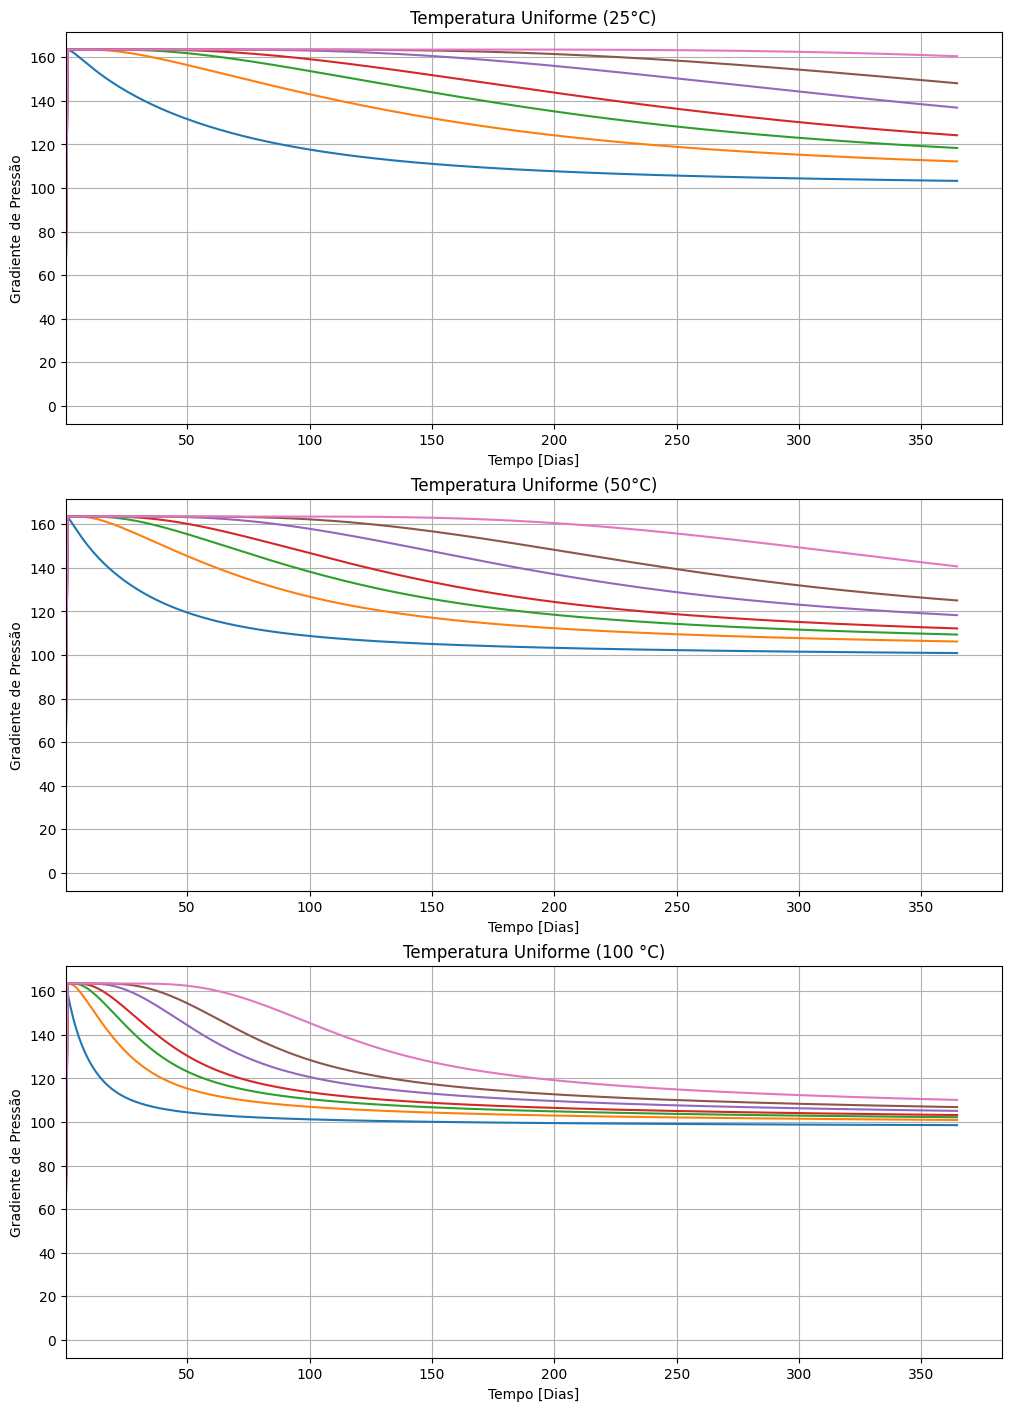 Temperatura Uniforme (25°C)
Gradiente de Pressão
160
140
120
100
80
60
40
20
0
50 100 150 200 250 300 350
Tempo [Dias]
Temperatura Uniforme (50°C)
Gradiente de Pressão
160
140
120
100
80
60
40
20
0
50 100 150 200 250 300 350
Tempo [Dias]
Temperatura Uniforme (100 °C)
Gradiente de Pressão
160
140
120
100
80
60
40
20
0
50 100 150 200 250 300 350
Tempo [Dias]